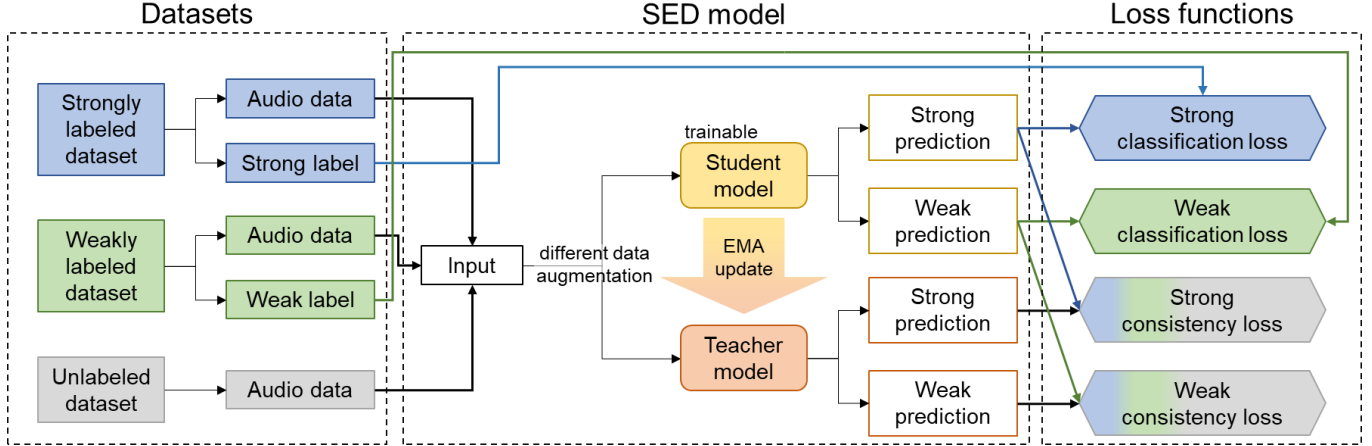 Datasets
SED model
Loss functions
Strongly
labeled
dataset
Audio data
Strong label
Weakly
labeled
dataset
Audio data
Weak label
Unlabeled
dataset
Audio data
Input
different data
augmentation
trainable
Student
model
EMA
update
Teacher
model
Strong
prediction
Weak
prediction
Strong
prediction
Weak
prediction
Strong
classification loss
Weak
classification loss
Strong
consistency loss
Weak
consistency loss